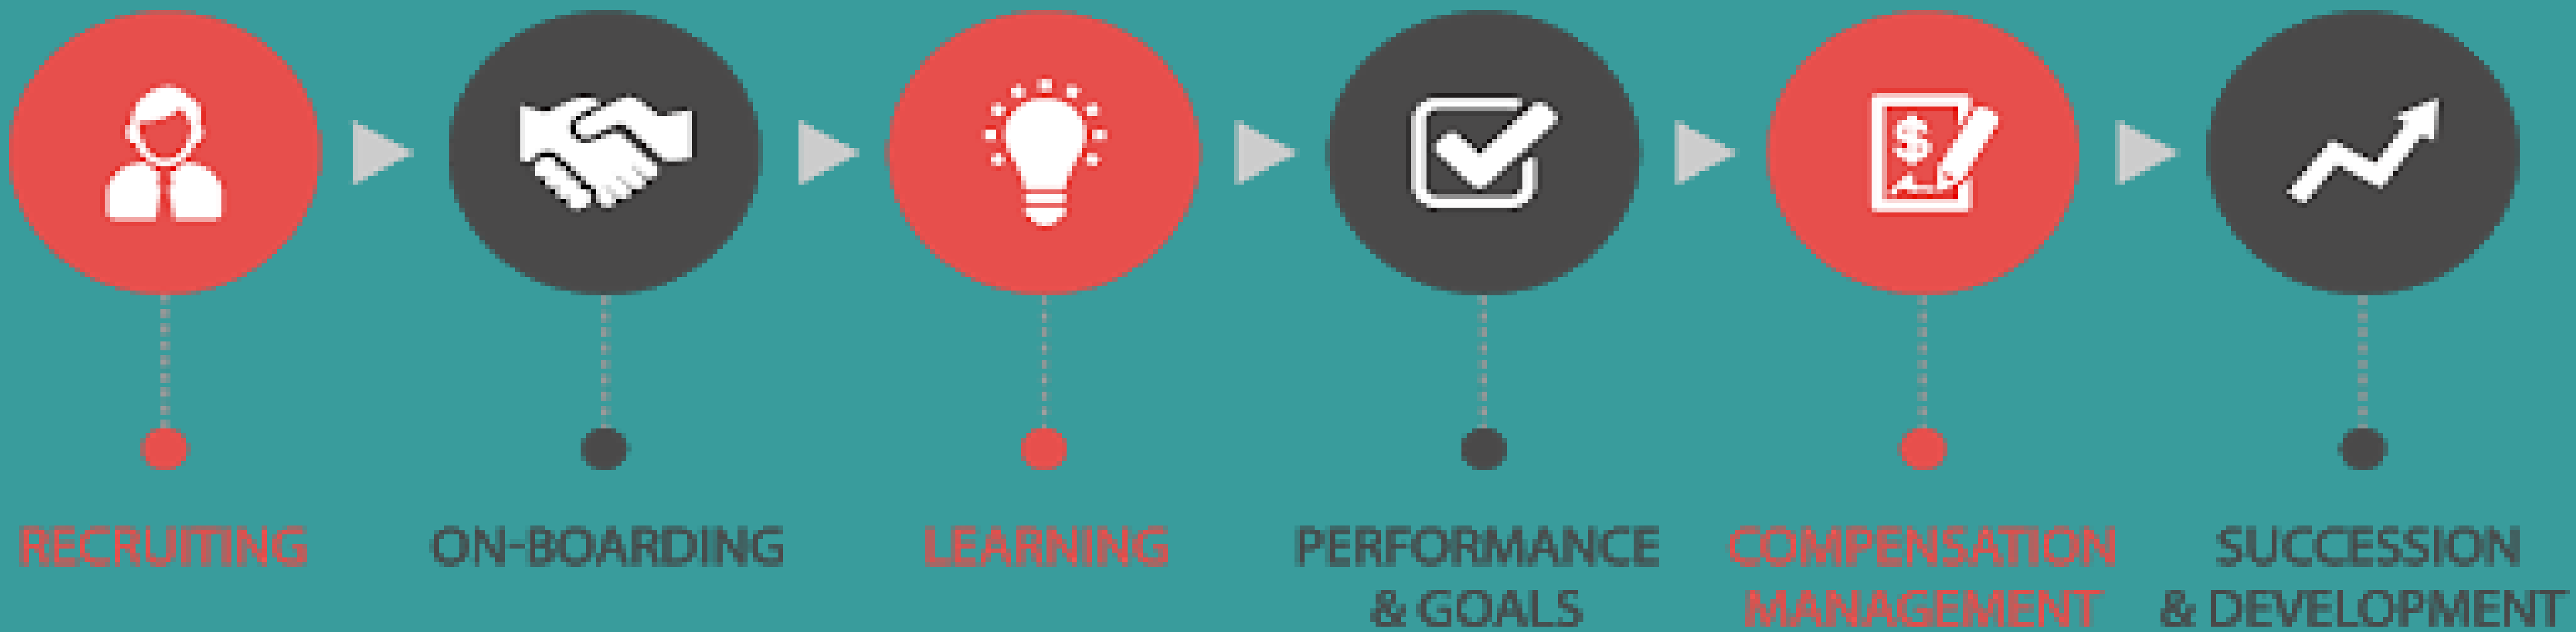 RECRUITING
ON-BOARDING
LEARNING
PERFORMANCE
& GOALS
$
COMPENSATION
MANAGEMENT
SUCCESSION
& DEVELOPMENT